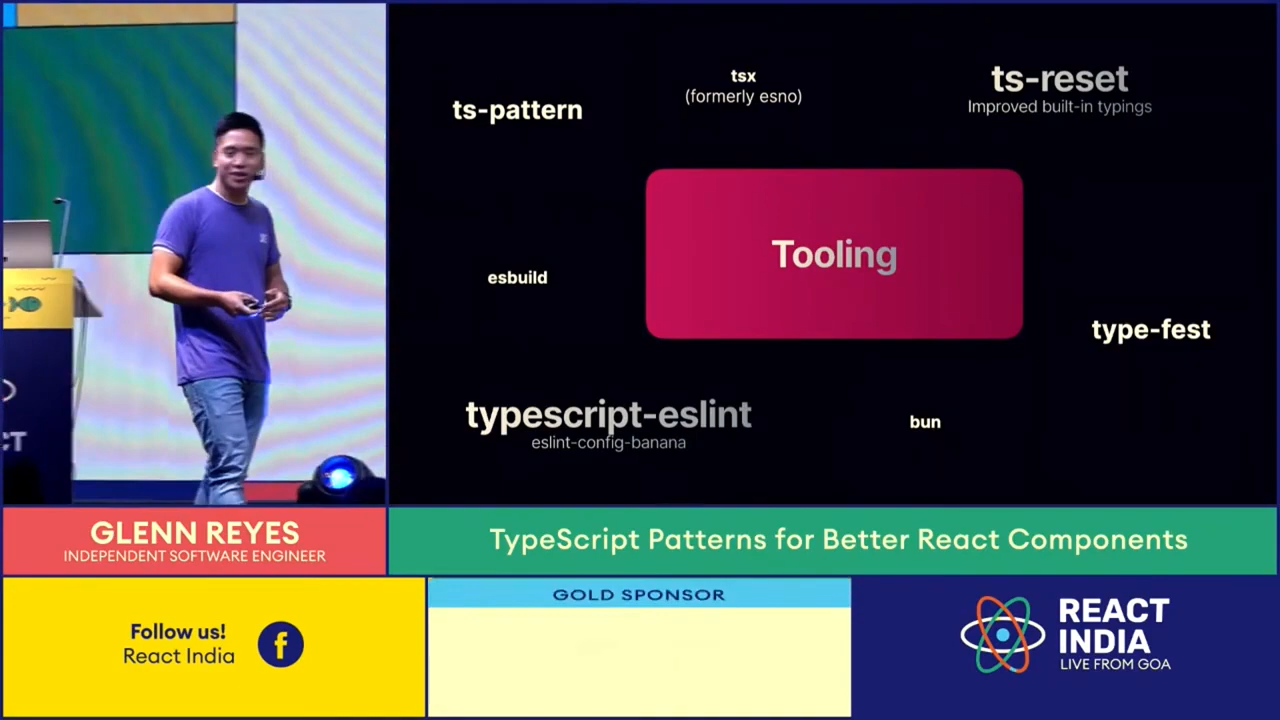 ts-pattern
tsx
(formerly esno)
ts-reset
Improved built-in typings
Tooling
esbuild
type-fest
typescript-eslint
eslint-config-banana
bun
CT
GLENN REYES
INDEPENDENT SOFTWARE ENGINEER
TypeScript Patterns for Better React Components
Follow us!
React India
f
GOLD SPONSOR
REACT
INDIA
LIVE FROM GOA